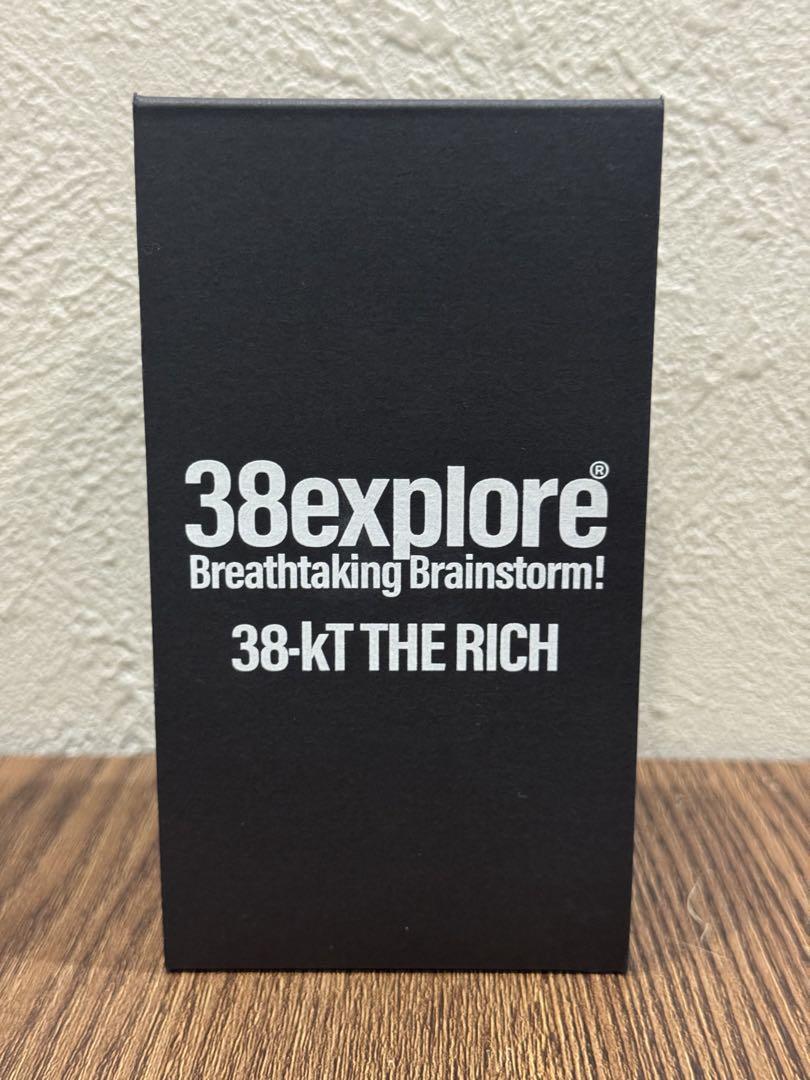 38explore®
Breathtaking Brainstorm!
38-kT THE RICH